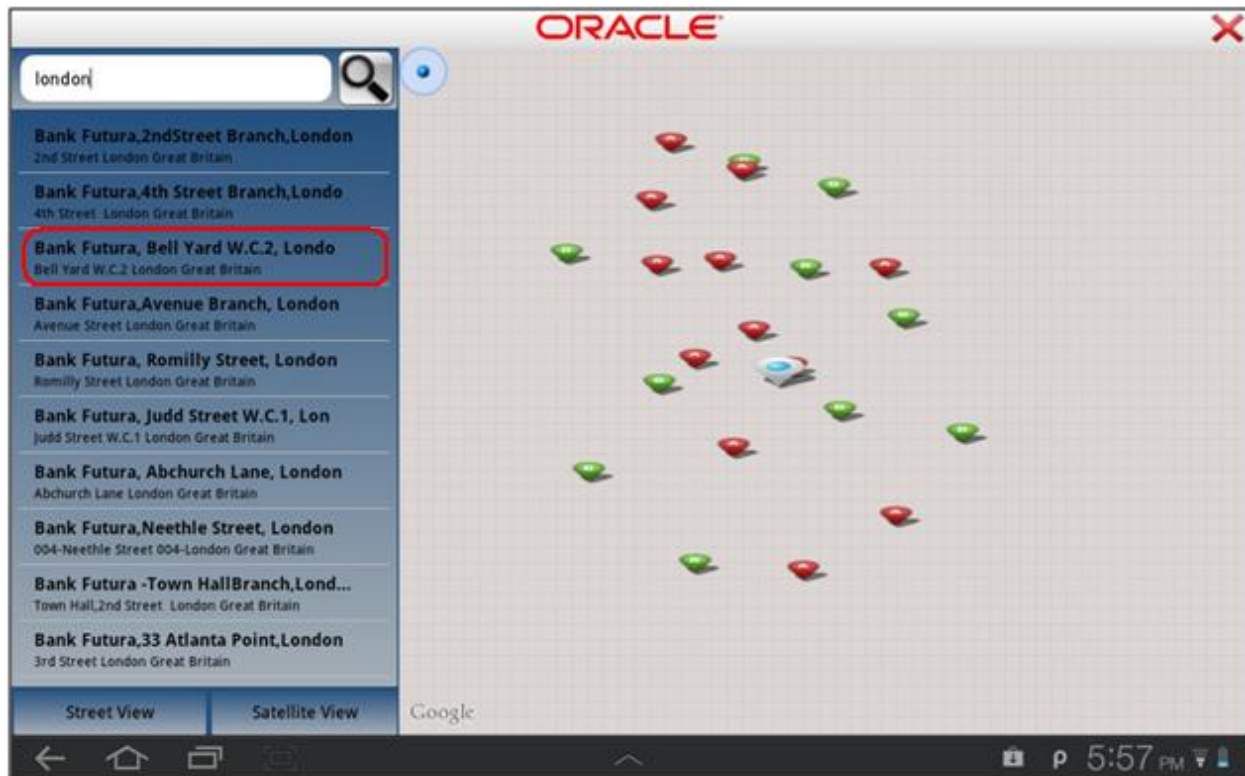 ORACLE
london
Bank Futura,2ndStreet Branch,London
2nd Street London Great Britain
Bank Futura,4th Street Branch,Londo
4th Street London Great Britain
Bank Futura, Bell Yard W.C.2, Londo
Bell Yard W.C.2 London Great Britain
Bank Futura,Avenue Branch, London
Avenue Street London Great Britain
Bank Futura, Romilly Street, London
Romilly Street London Great Britain
Bank Futura, Judd Street W.C.1, Lon
Judd Street W.C.1 London Great Britain
Bank Futura, Abchurch Lane, London
Abchurch Lane London Great Britain
Bank Futura,Neethle Street, London
004-Neethle Street 004-London Great Britain
Bank Futura -Town HallBranch,Lond...
Town Hall,2nd Street London Great Britain
Bank Futura,33 Atlanta Point,London
3rd Street London Great Britain
Street View Satellite View Google
5:57 PM